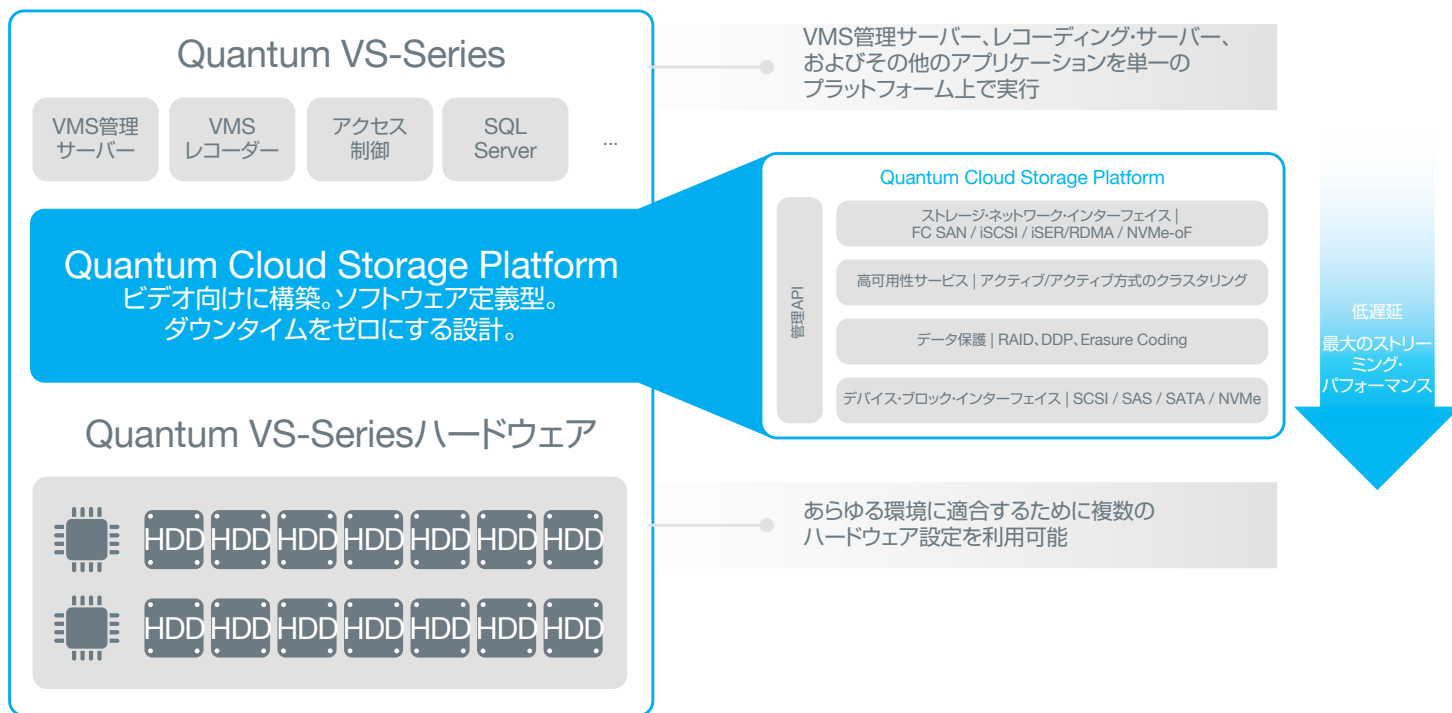 Quantum VS-Series
VMS管理
サーバー
VMS
レコーダー
アクセス
制御
SQL
Server
...
VMS管理サーバー、レコーディング・サーバー、
およびその他のアプリケーションを単一の
プラットフォーム上で実行
Quantum Cloud Storage Platform
ビデオ向けに構築。ソフトウェア定義型。
ダウンタイムをゼロにする設計。
Quantum Cloud Storage Platform
管理API
ストレージ・ネットワーク・インターフェイス |
FC SAN / iSCSI / iSER/RDMA / NVMe-oF
高可用性サービス | アクティブ/アクティブ方式のクラスタリング
データ保護 | RAID、DDP、Erasure Coding
デバイス・ブロック・インターフェイス | SCSI / SAS / SATA / NVMe
低遅延
最大のストリー
ミング・
パフォーマンス
Quantum VS-Seriesハードウェア
HDD HDD HDD HDD HDD HDD HDD
HDD HDD HDD HDD HDD HDD HDD
あらゆる環境に適合するために複数の
ハードウェア設定を利用可能